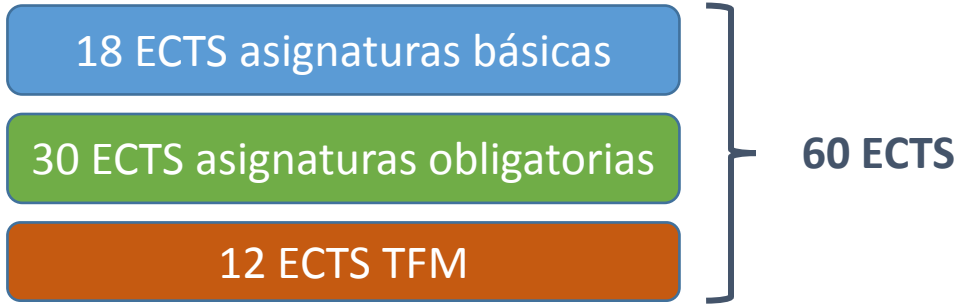 18 ECTS asignaturas básicas
30 ECTS asignaturas obligatorias
60 ECTS
12 ECTS TFM